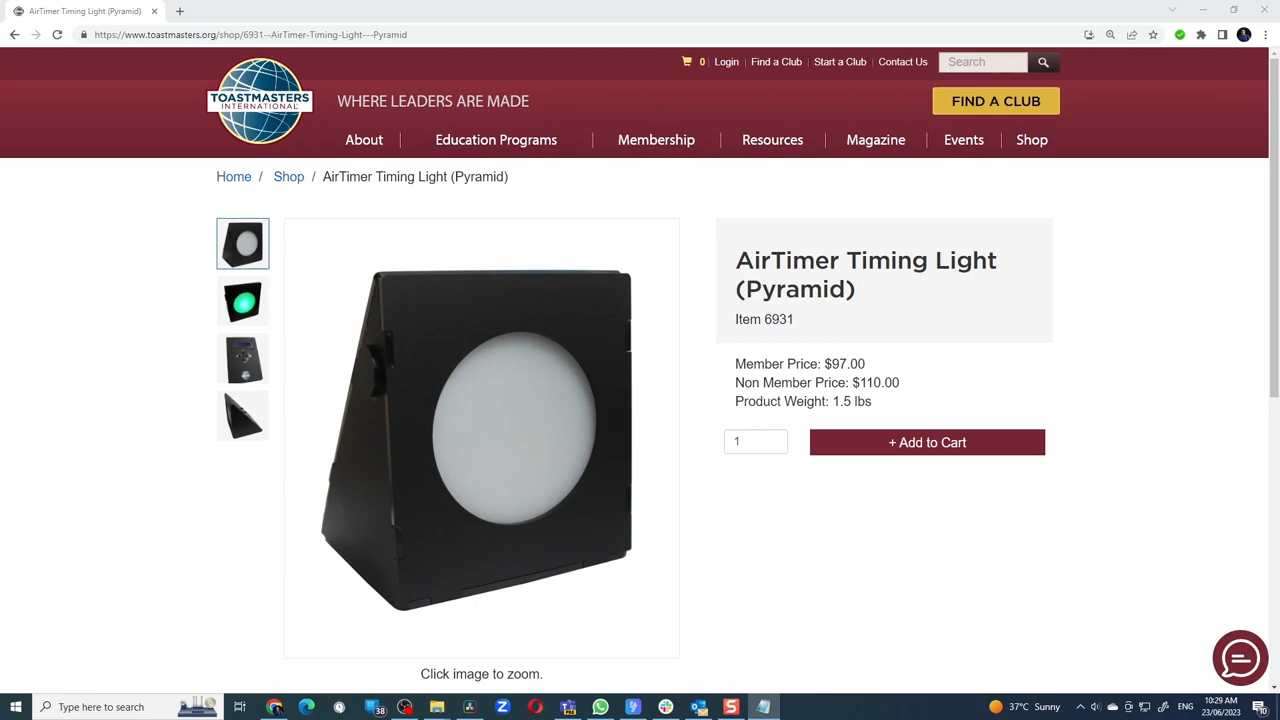 AirTimer Timing Light (Pyramid)
https://www.toastmasters.org/shop/6931--AirTimer-Timing-Light---Pyramid
0 | Login | Find a Club | Start a Club | Contact Us
Search
TOASTMASTERS
INTERNATIONAL
WHERE LEADERS ARE MADE
FIND A CLUB
About
Education Programs
Membership
Resources
Magazine
Events
Shop
Home / Shop / AirTimer Timing Light (Pyramid)
AirTimer Timing Light
(Pyramid)
Item 6931
Member Price: $97.00
Non Member Price: $110.00
Product Weight: 1.5 lbs
1
+ Add to Cart
Click image to zoom.
Type here to search
38
37°C Sunny
ENG
10:29 AM
23/06/2023
10